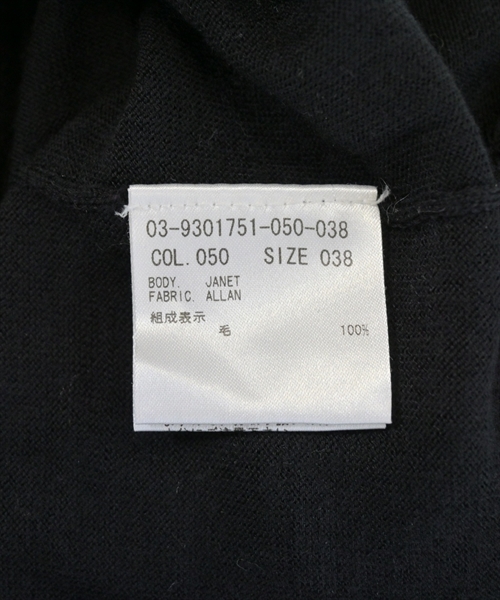 03-9301751-050-038
COL. 050 SIZE 038
BODY. JANET
FABRIC. ALLAN
組成表示
毛 100%